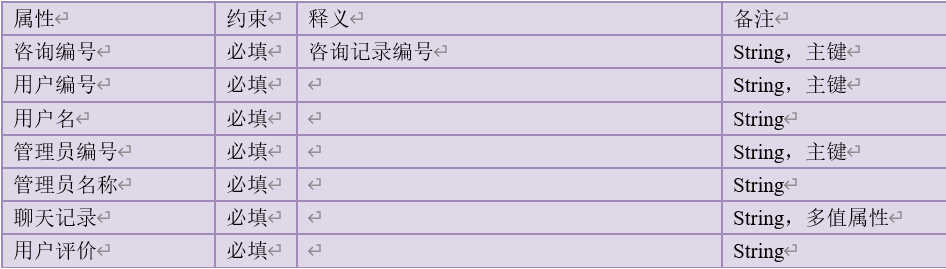 属性 约束 释义 备注
咨询编号 必填 咨询记录编号 String，主键
用户编号 必填 String，主键
用户名 必填 String
管理员编号 必填 String，主键
管理员名称 必填 String
聊天记录 必填 String，多值属性
用户评价 必填 String